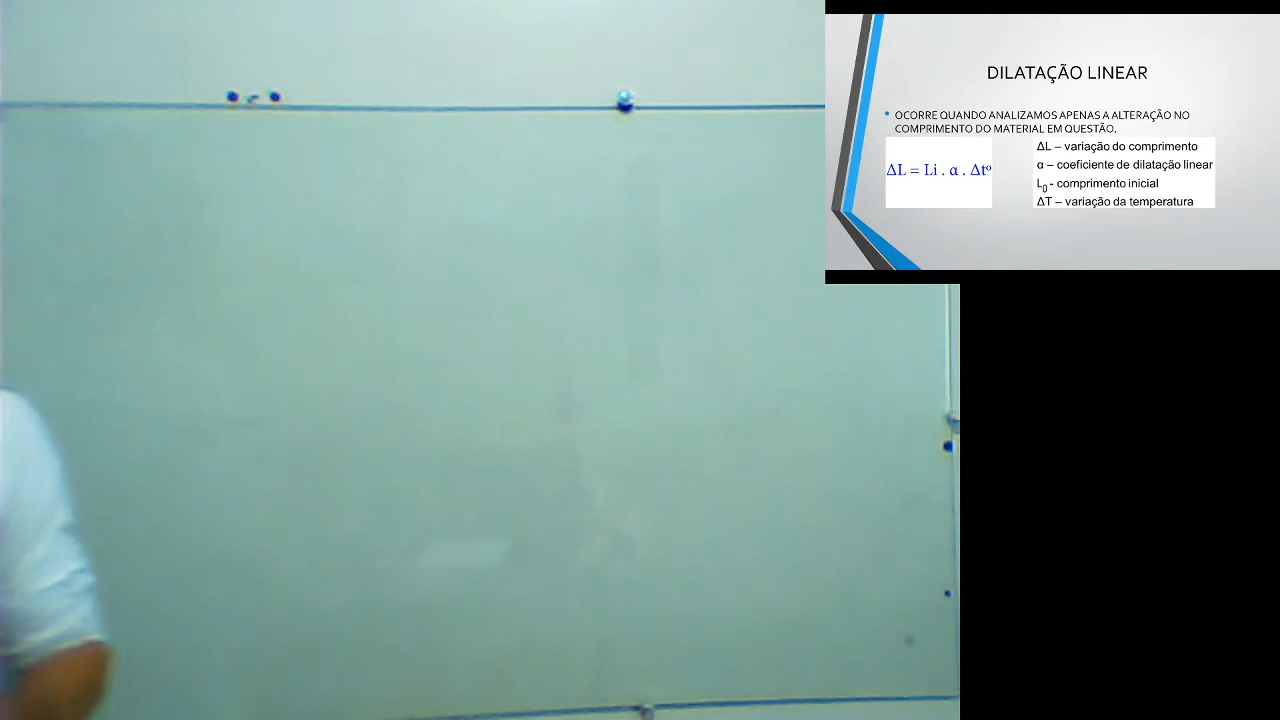 DILATAÇÃO LINEAR
• OCORRE QUANDO ANALIZAMOS APENAS A ALTERAÇÃO NO
COMPRIMENTO DO MATERIAL EM QUESTÃO.
ΔL = Li . α . Δtº
ΔL – variação do comprimento
α – coeficiente de dilatação linear
L₀ - comprimento inicial
ΔT – variação da temperatura